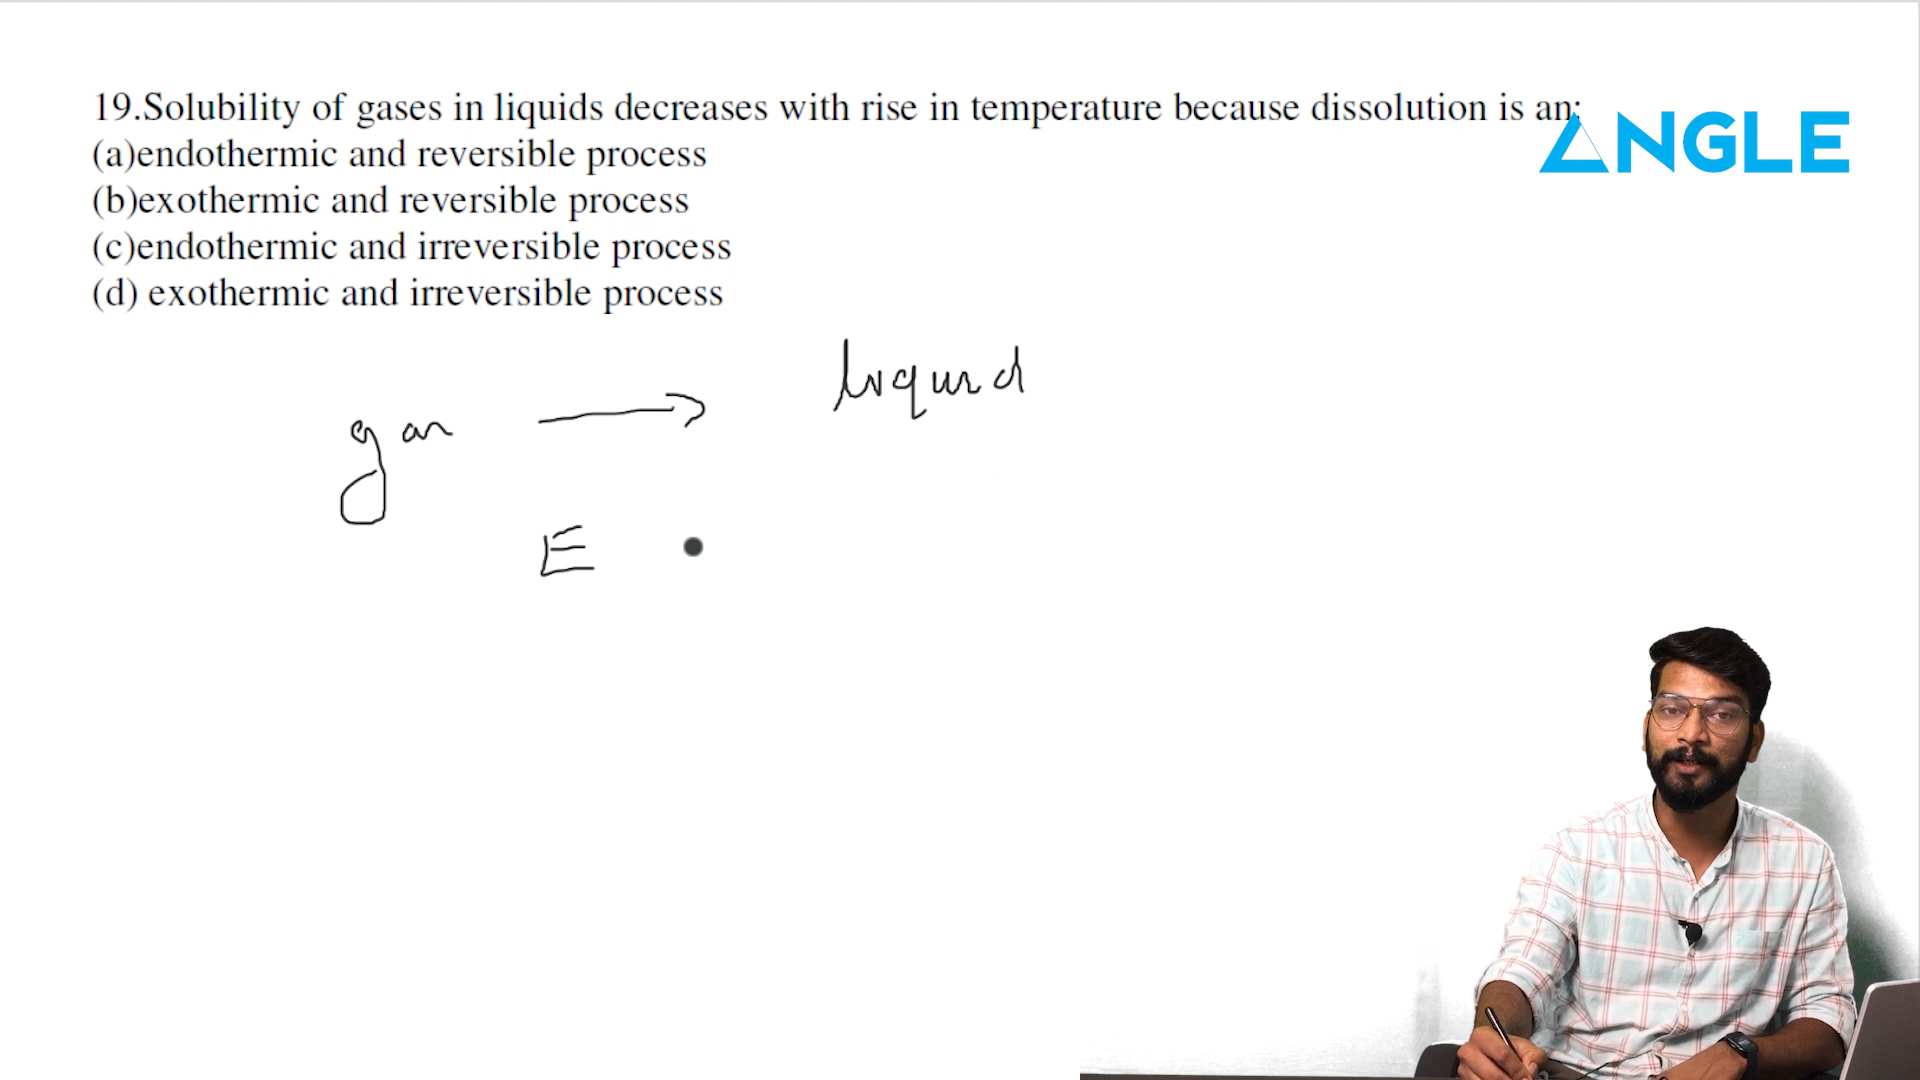 19.Solubility of gases in liquids decreases with rise in temperature because dissolution is an:
ANGLE
(a)endothermic and reversible process
(b)exothermic and reversible process
(c)endothermic and irreversible process
(d) exothermic and irreversible process
liquid
gas
E